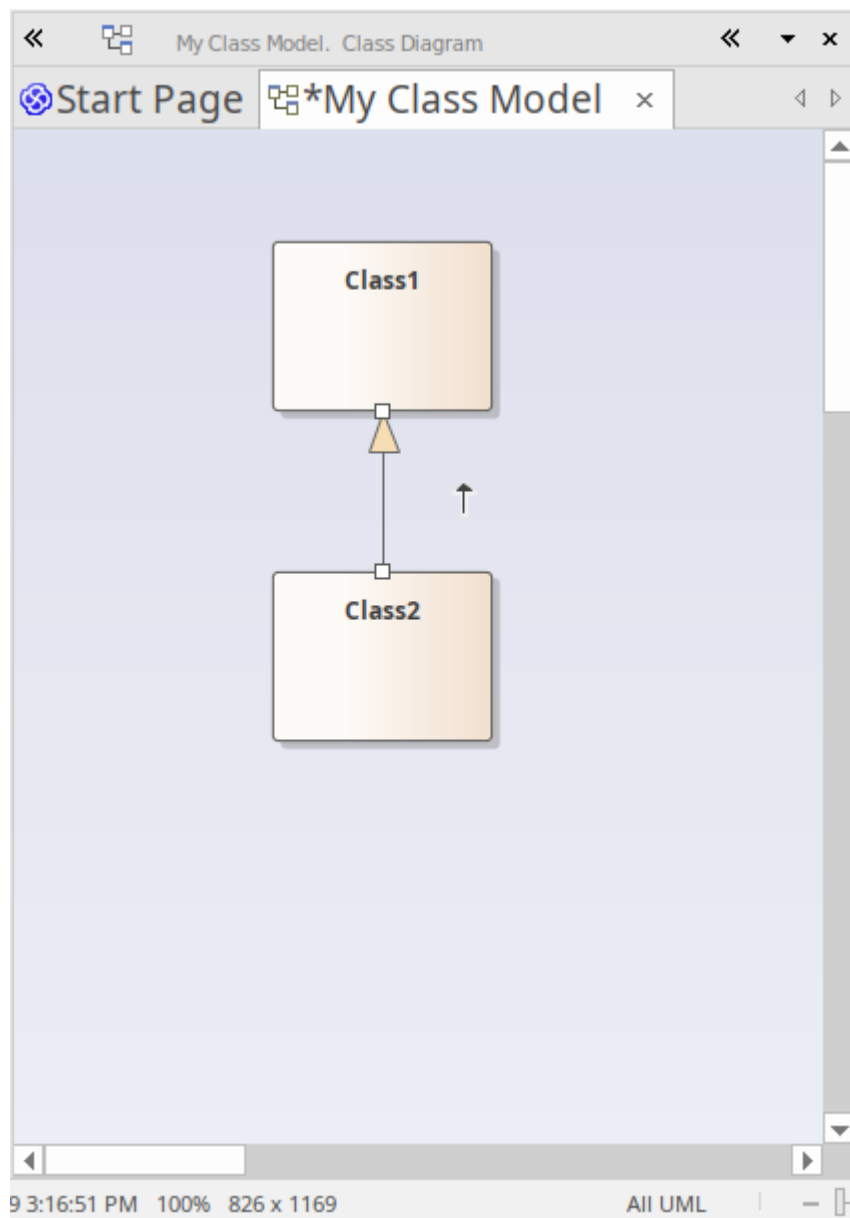 My Class Model. Class Diagram
Start Page *My Class Model
Class1
Class2
9 3:16:51 PM 100% 826 x 1169 All UML